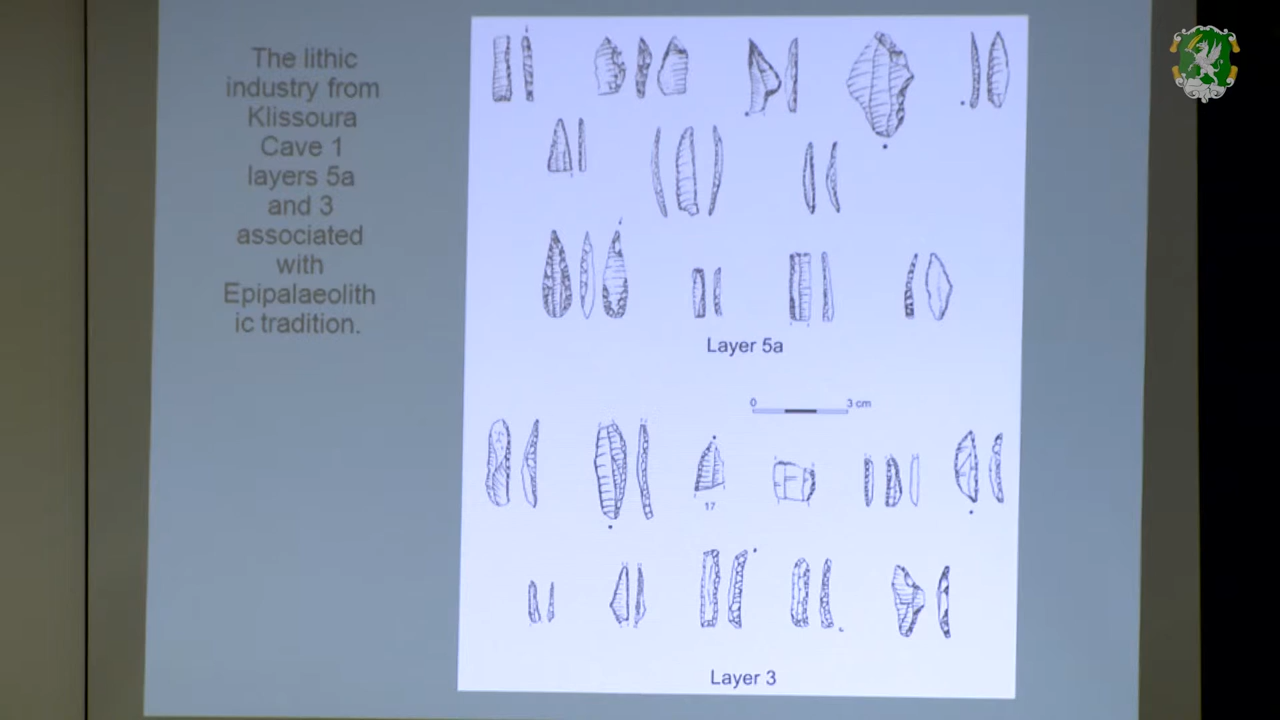 The lithic
industry from
Klissoura
Cave 1
layers 5a
and 3
associated
with
Epipalaeolith
ic tradition.
Layer 5a
0 3 cm
17
Layer 3